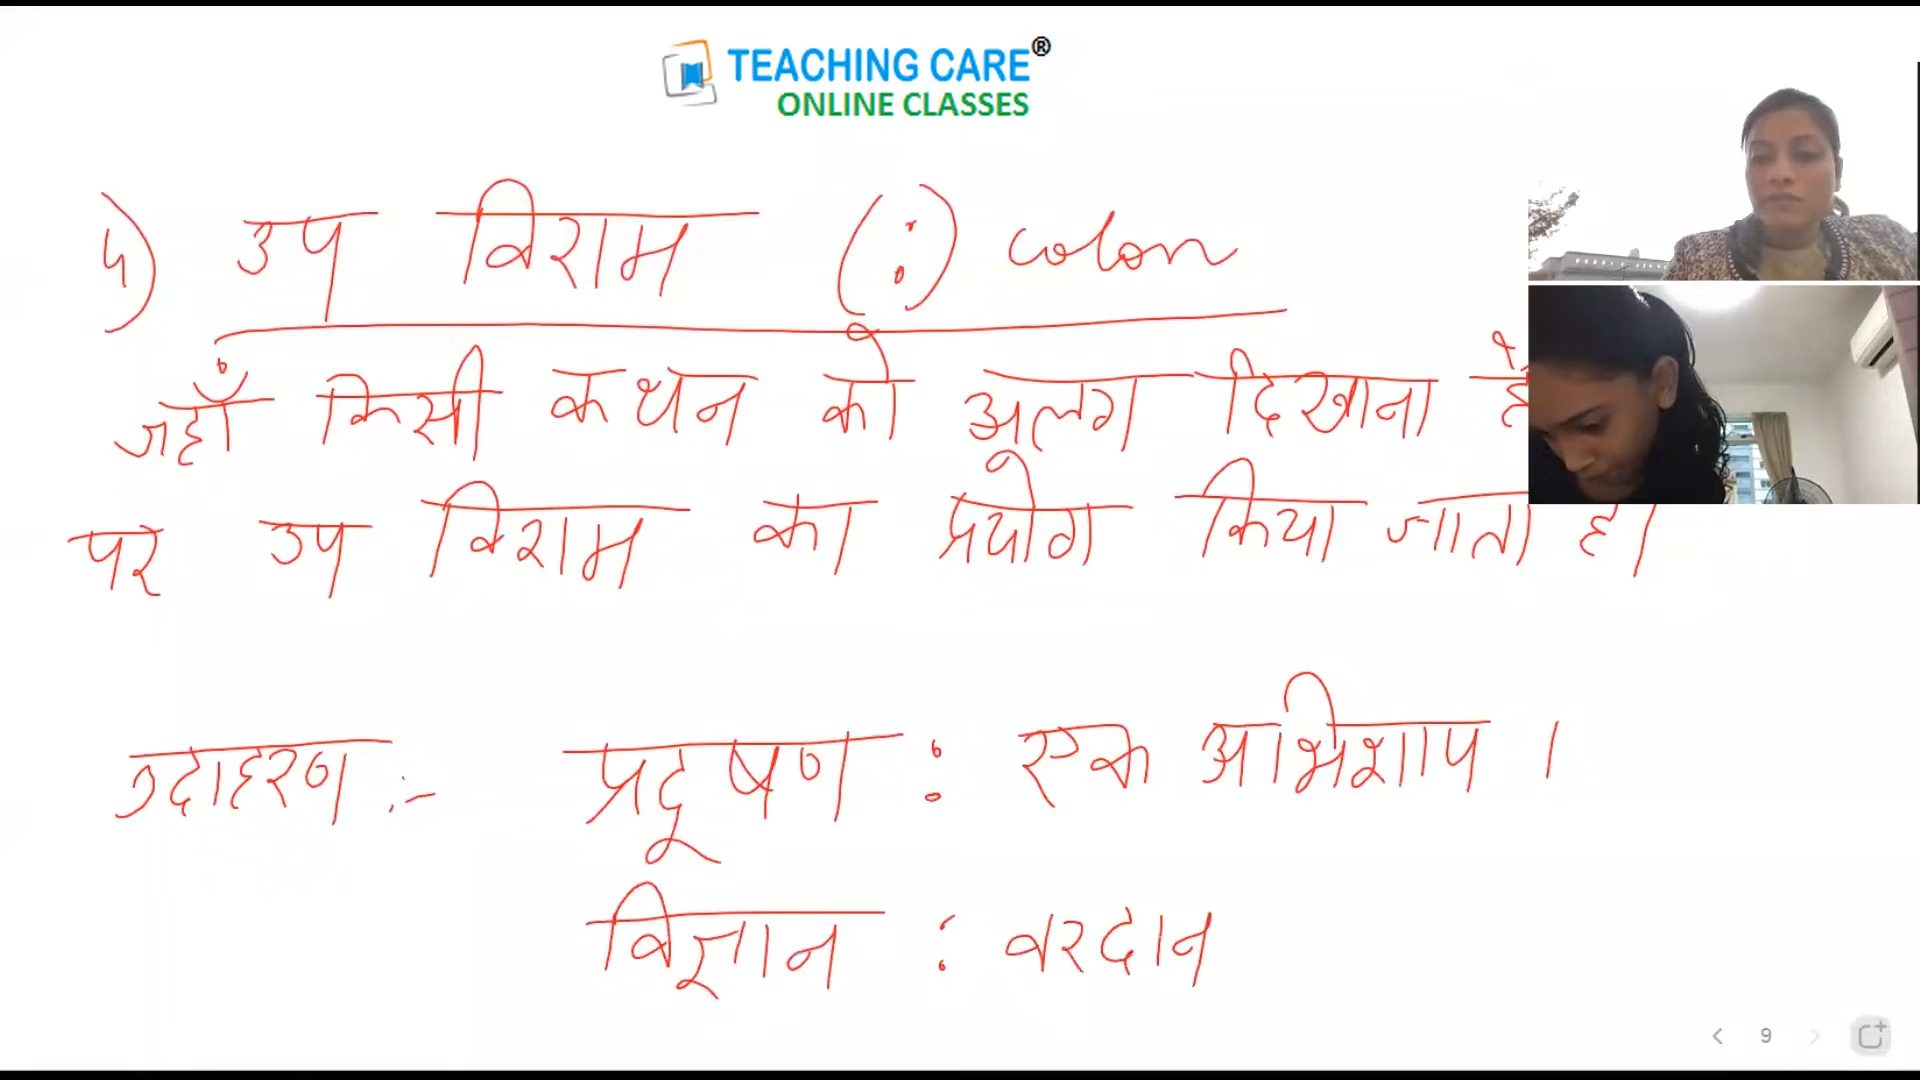 TEACHING CARE®
ONLINE CLASSES
५) उप विराम (:) colon
जहाँ किसी कथन को अलग दिखाना
पर उप विराम का प्रयोग किया जाता है।
उदाहरण :- प्रदूषण : एक अभिशाप ।
विज्ञान : वरदान
9